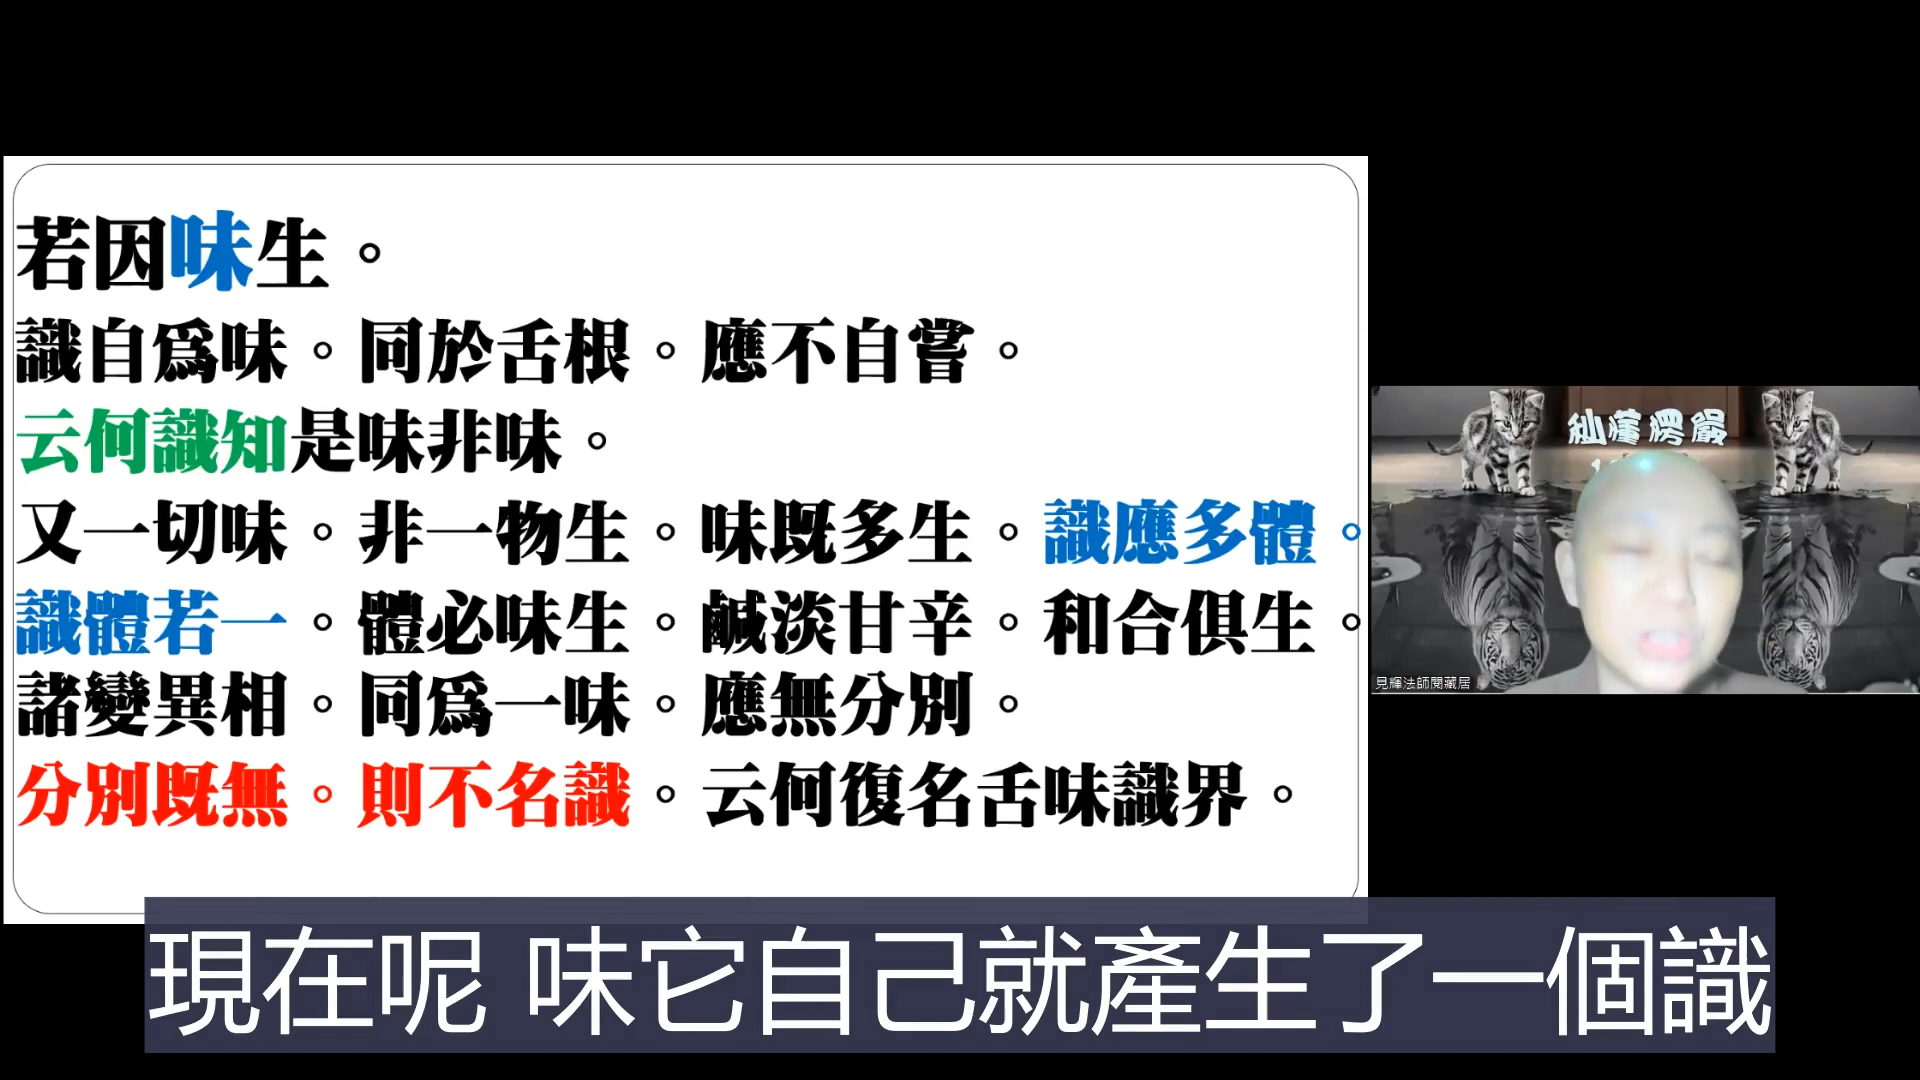 若因味生。
識自爲味。同於舌根。應不自嘗。
云何識知是味非味。
又一切味。非一物生。味既多生。識應多體。
識體若一。體必味生。鹹淡甘辛。和合俱生。
諸變異相。同爲一味。應無分別。
分別既無。則不名識。云何復名舌味識界。
秒懂楞嚴
見輝法師閱藏居
現在呢 味它自己就產生了一個識